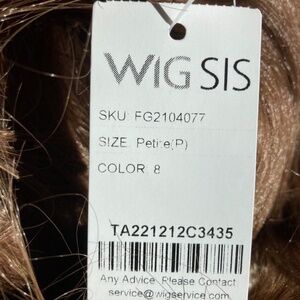 WIG SIS
SKU: FG2104077
SIZE: Petite(P)
COLOR: 8
TA221212C3435
Any Advice Please Contact
service@wigservice.com